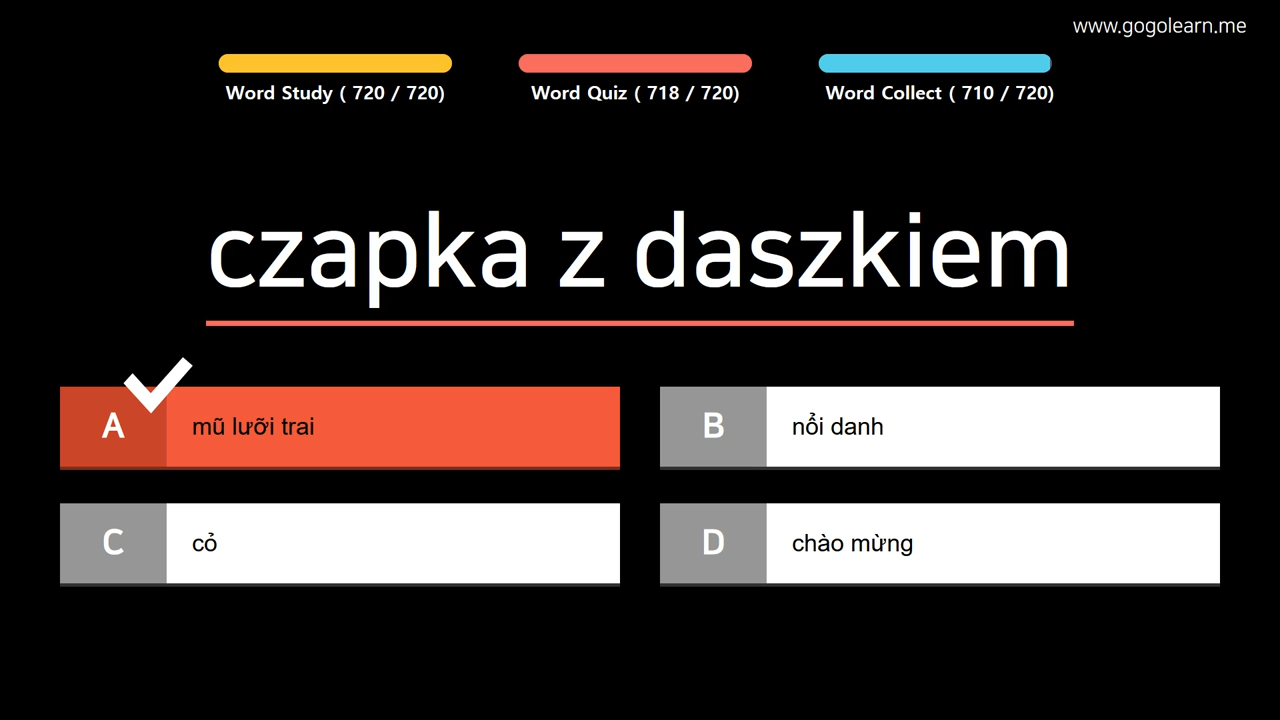 www.gogolearn.me
Word Study ( 720 / 720)
Word Quiz ( 718 / 720)
Word Collect ( 710 / 720)
czapka z daszkiem
A
mũ lưỡi trai
B
nổi danh
C
cỏ
D
chào mừng